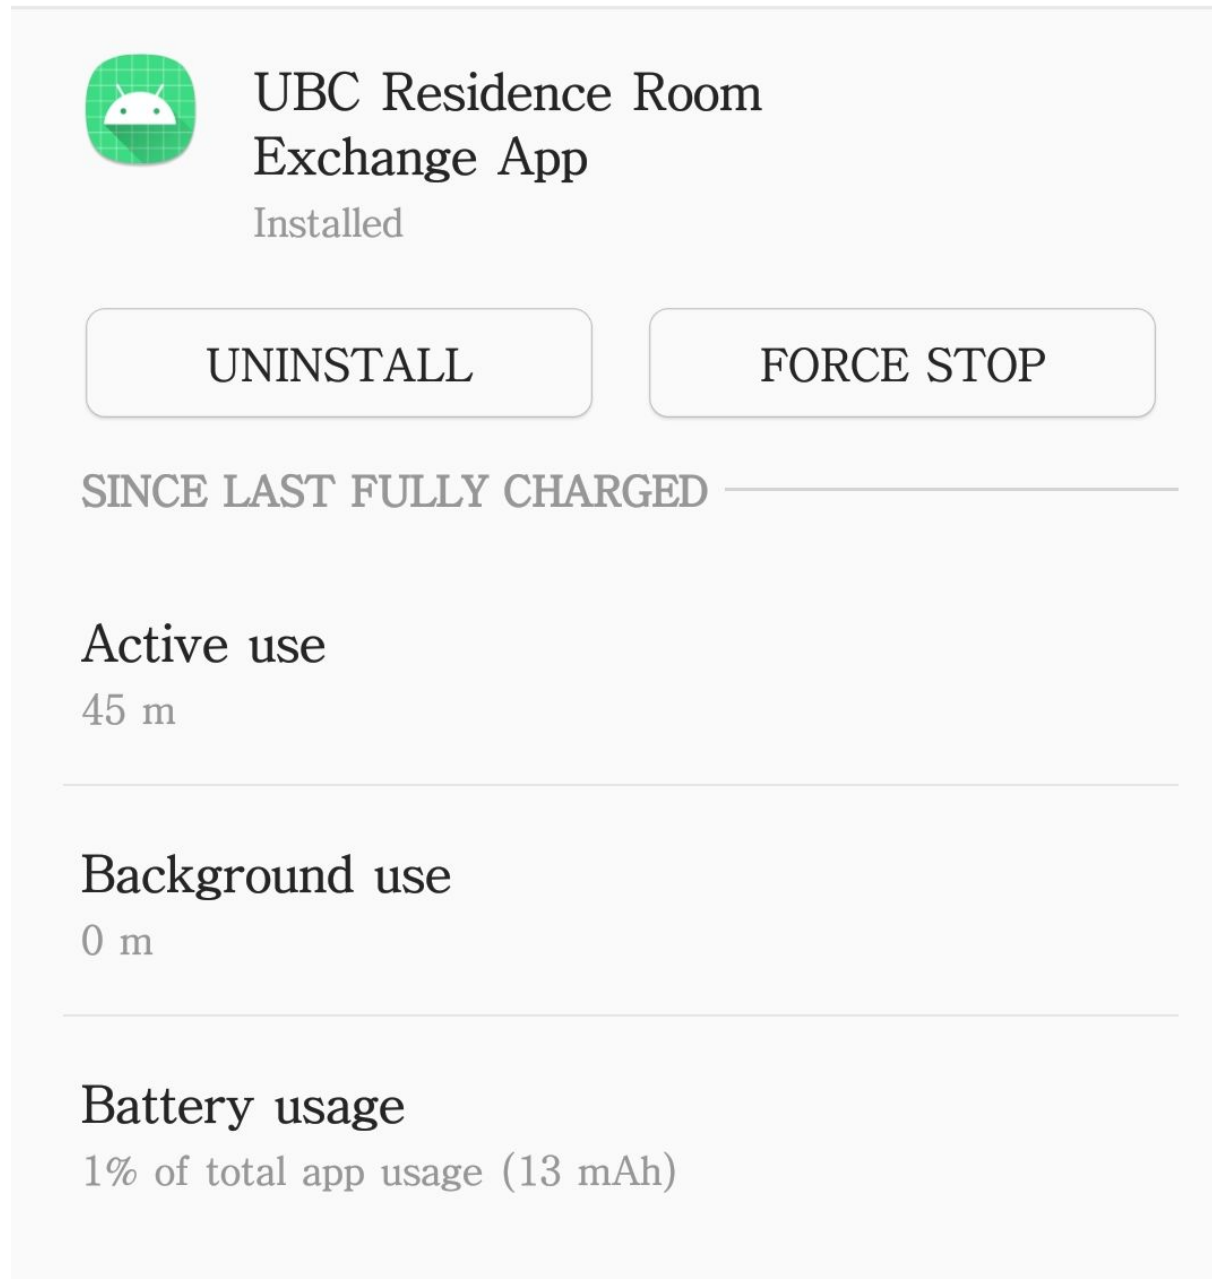 UBC Residence Room
Exchange App
Installed
UNINSTALL
FORCE STOP
SINCE LAST FULLY CHARGED
Active use
45 m
Background use
0 m
Battery usage
1% of total app usage (13 mAh)